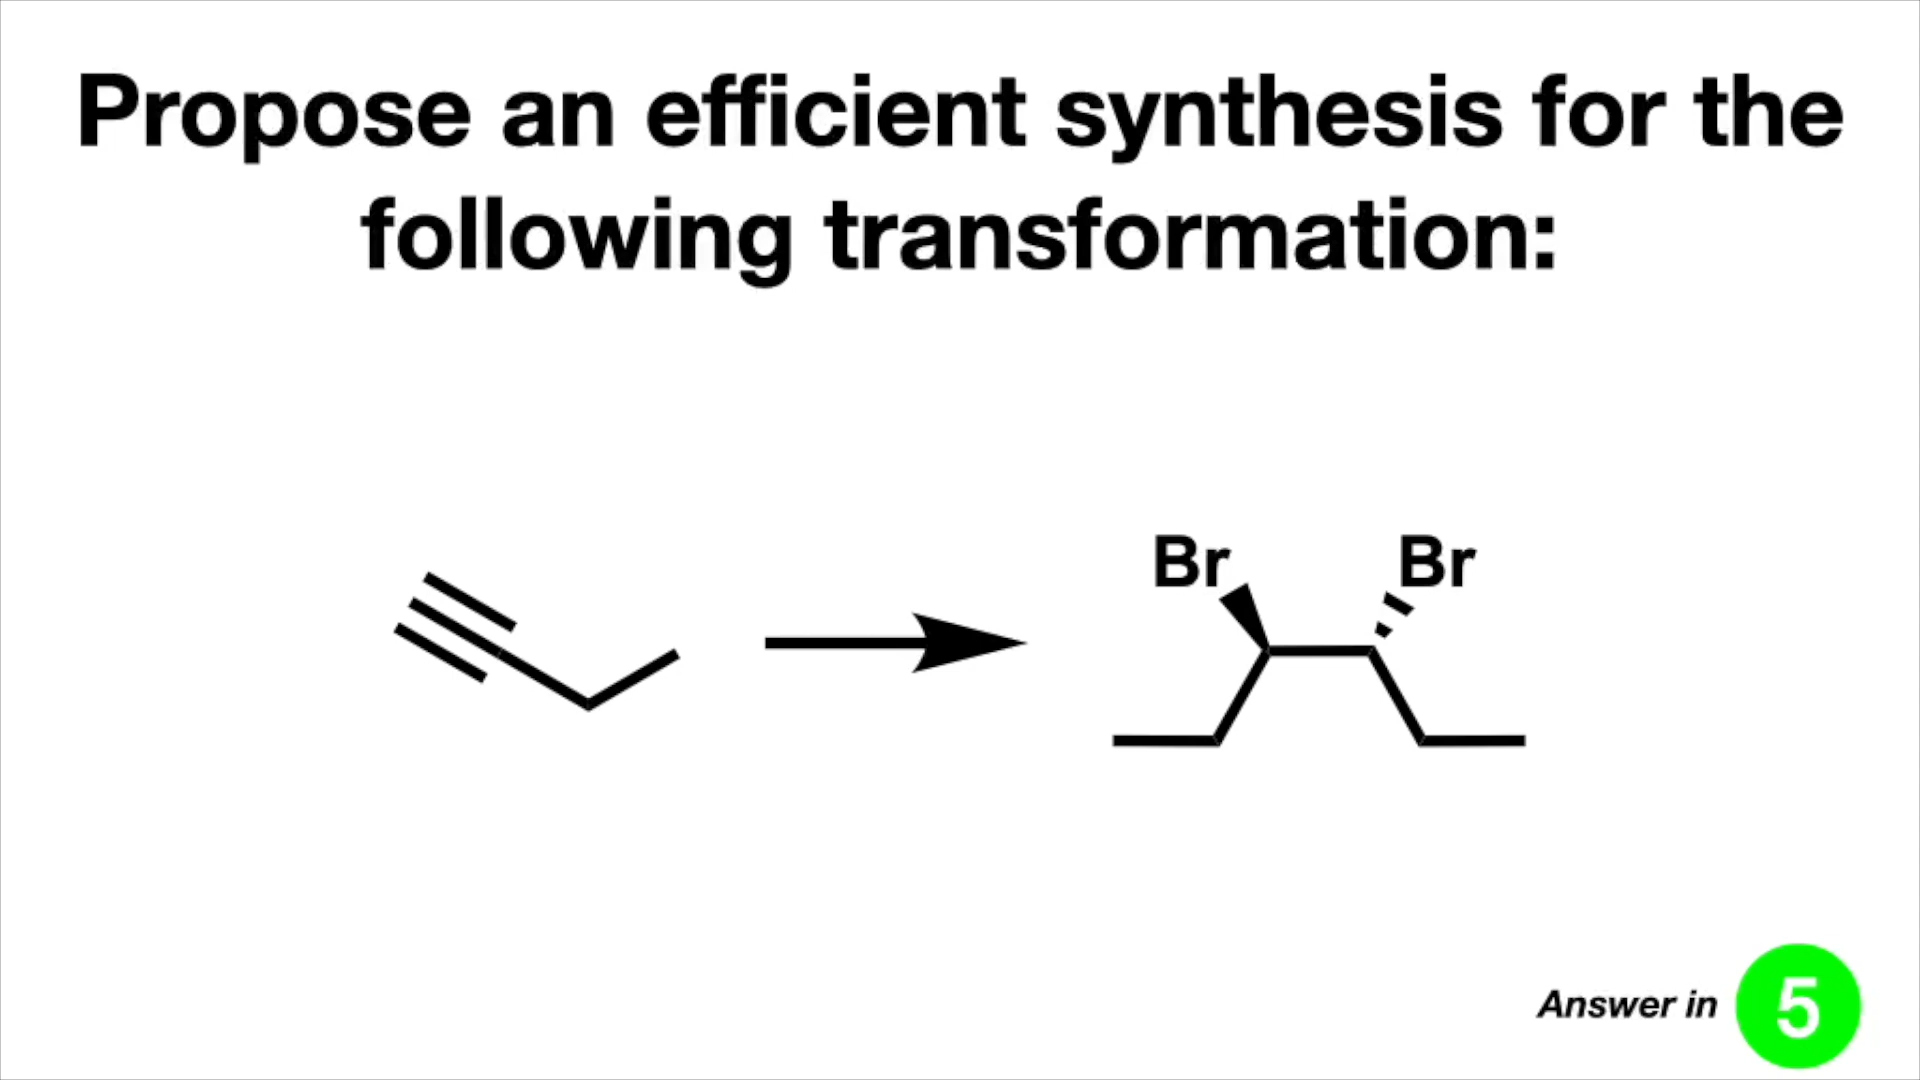 Propose an efficient synthesis for the
following transformation:
Br Br
Answer in 5